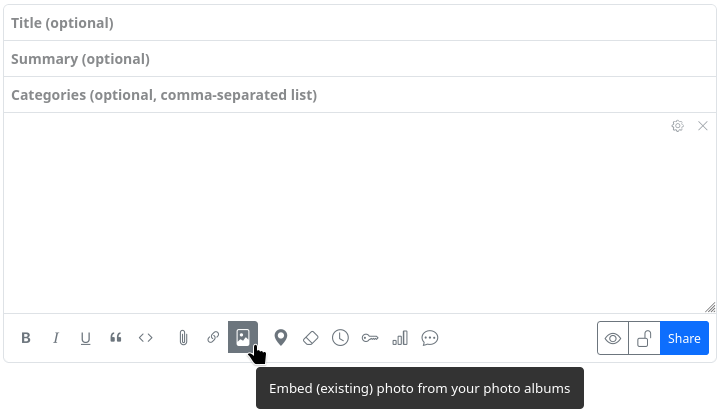 Title (optional)
Summary (optional)
Categories (optional, comma-separated list)
B I U
Share
Embed (existing) photo from your photo albums